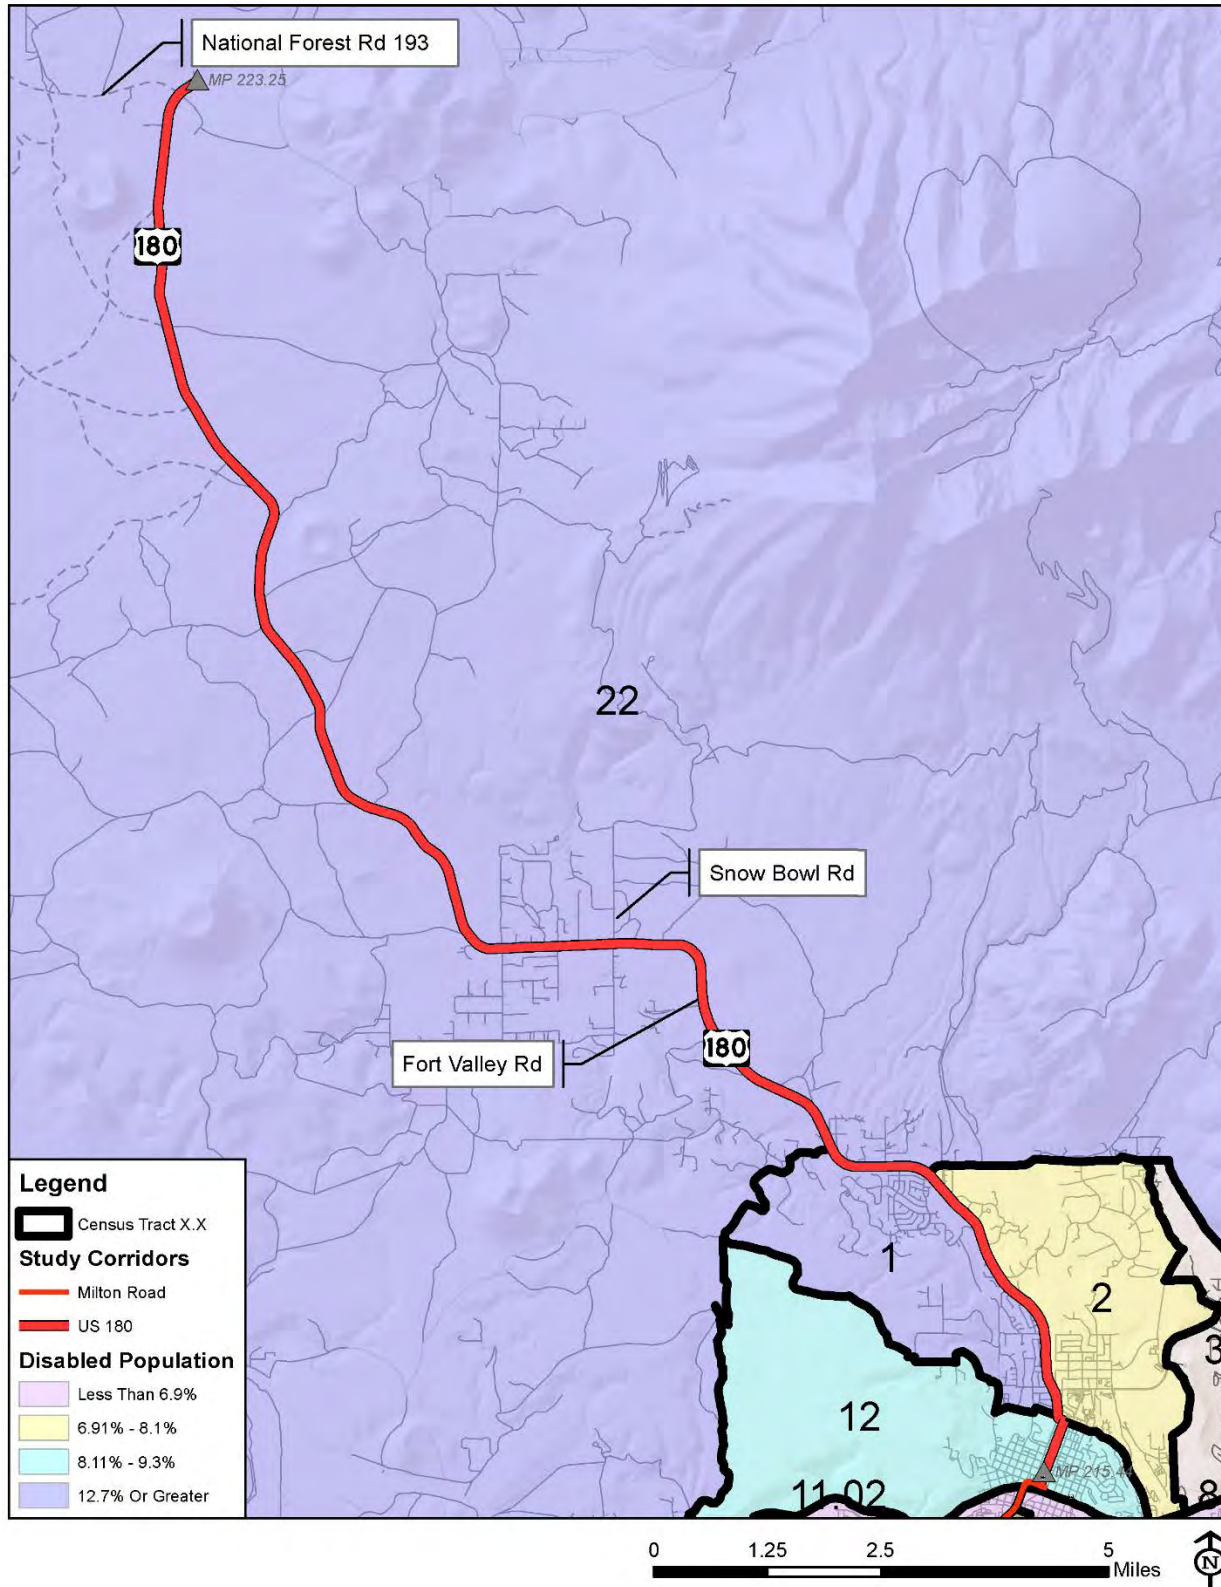 National Forest Rd 193
MP 223.25
180
22
Snow Bowl Rd
Fort Valley Rd
180
1
2
3
12
MP 215.44
11.02
8
Legend
Census Tract X.X
Study Corridors
Milton Road
US 180
Disabled Population
Less Than 6.9%
6.91% - 8.1%
8.11% - 9.3%
12.7% Or Greater
0 1.25 2.5 5
Miles
N